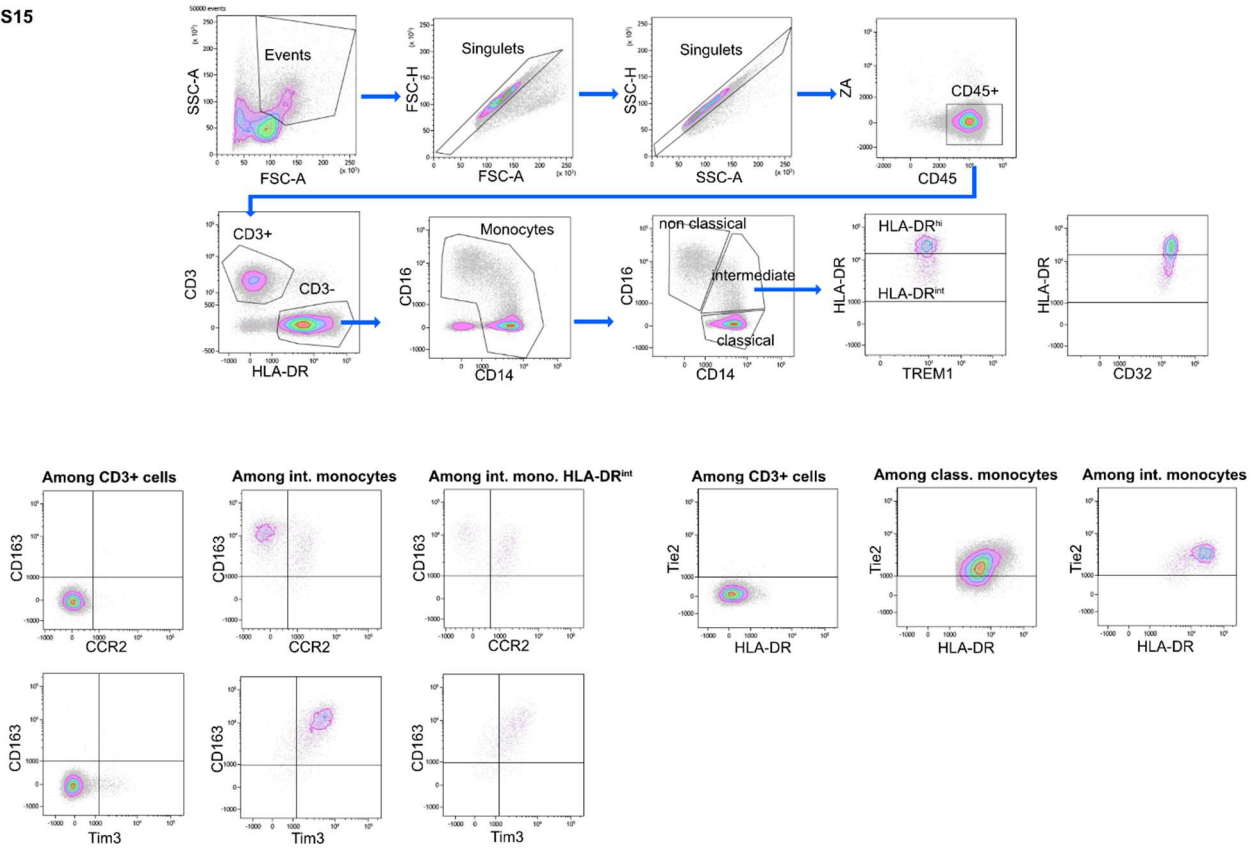 S15
50000 events
Events
SSC-A
FSC-A
Singulets
FSC-H
FSC-A
Singulets
SSC-H
SSC-A
CD45+
ZA
CD45
CD3+
CD3-
CD3
HLA-DR
Monocytes
CD16
CD14
non classical
intermediate
classical
CD16
CD14
HLA-DRhi
HLA-DRint
HLA-DR
TREM1
HLA-DR
CD32
Among CD3+ cells
Among int. monocytes
Among int. mono. HLA-DRint
Among CD3+ cells
Among class. monocytes
Among int. monocytes
CD163
CCR2
CD163
CCR2
CD163
CCR2
Tie2
HLA-DR
Tie2
HLA-DR
Tie2
HLA-DR
CD163
Tim3
CD163
Tim3
CD163
Tim3